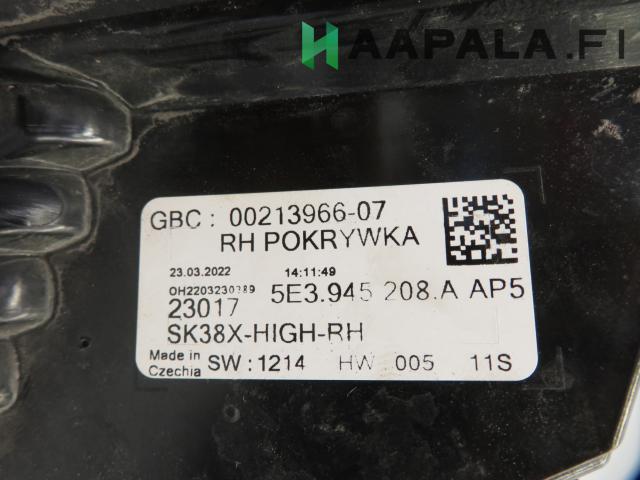 HAAPALA.FI
GBC: 00213966-07
RH POKRYWKA
23.03.2022 14:11:49
23017 5E3.945 208.A AP5
SK38X-HIGH-RH
Made in Czechia SW:1214 HW 005 11S